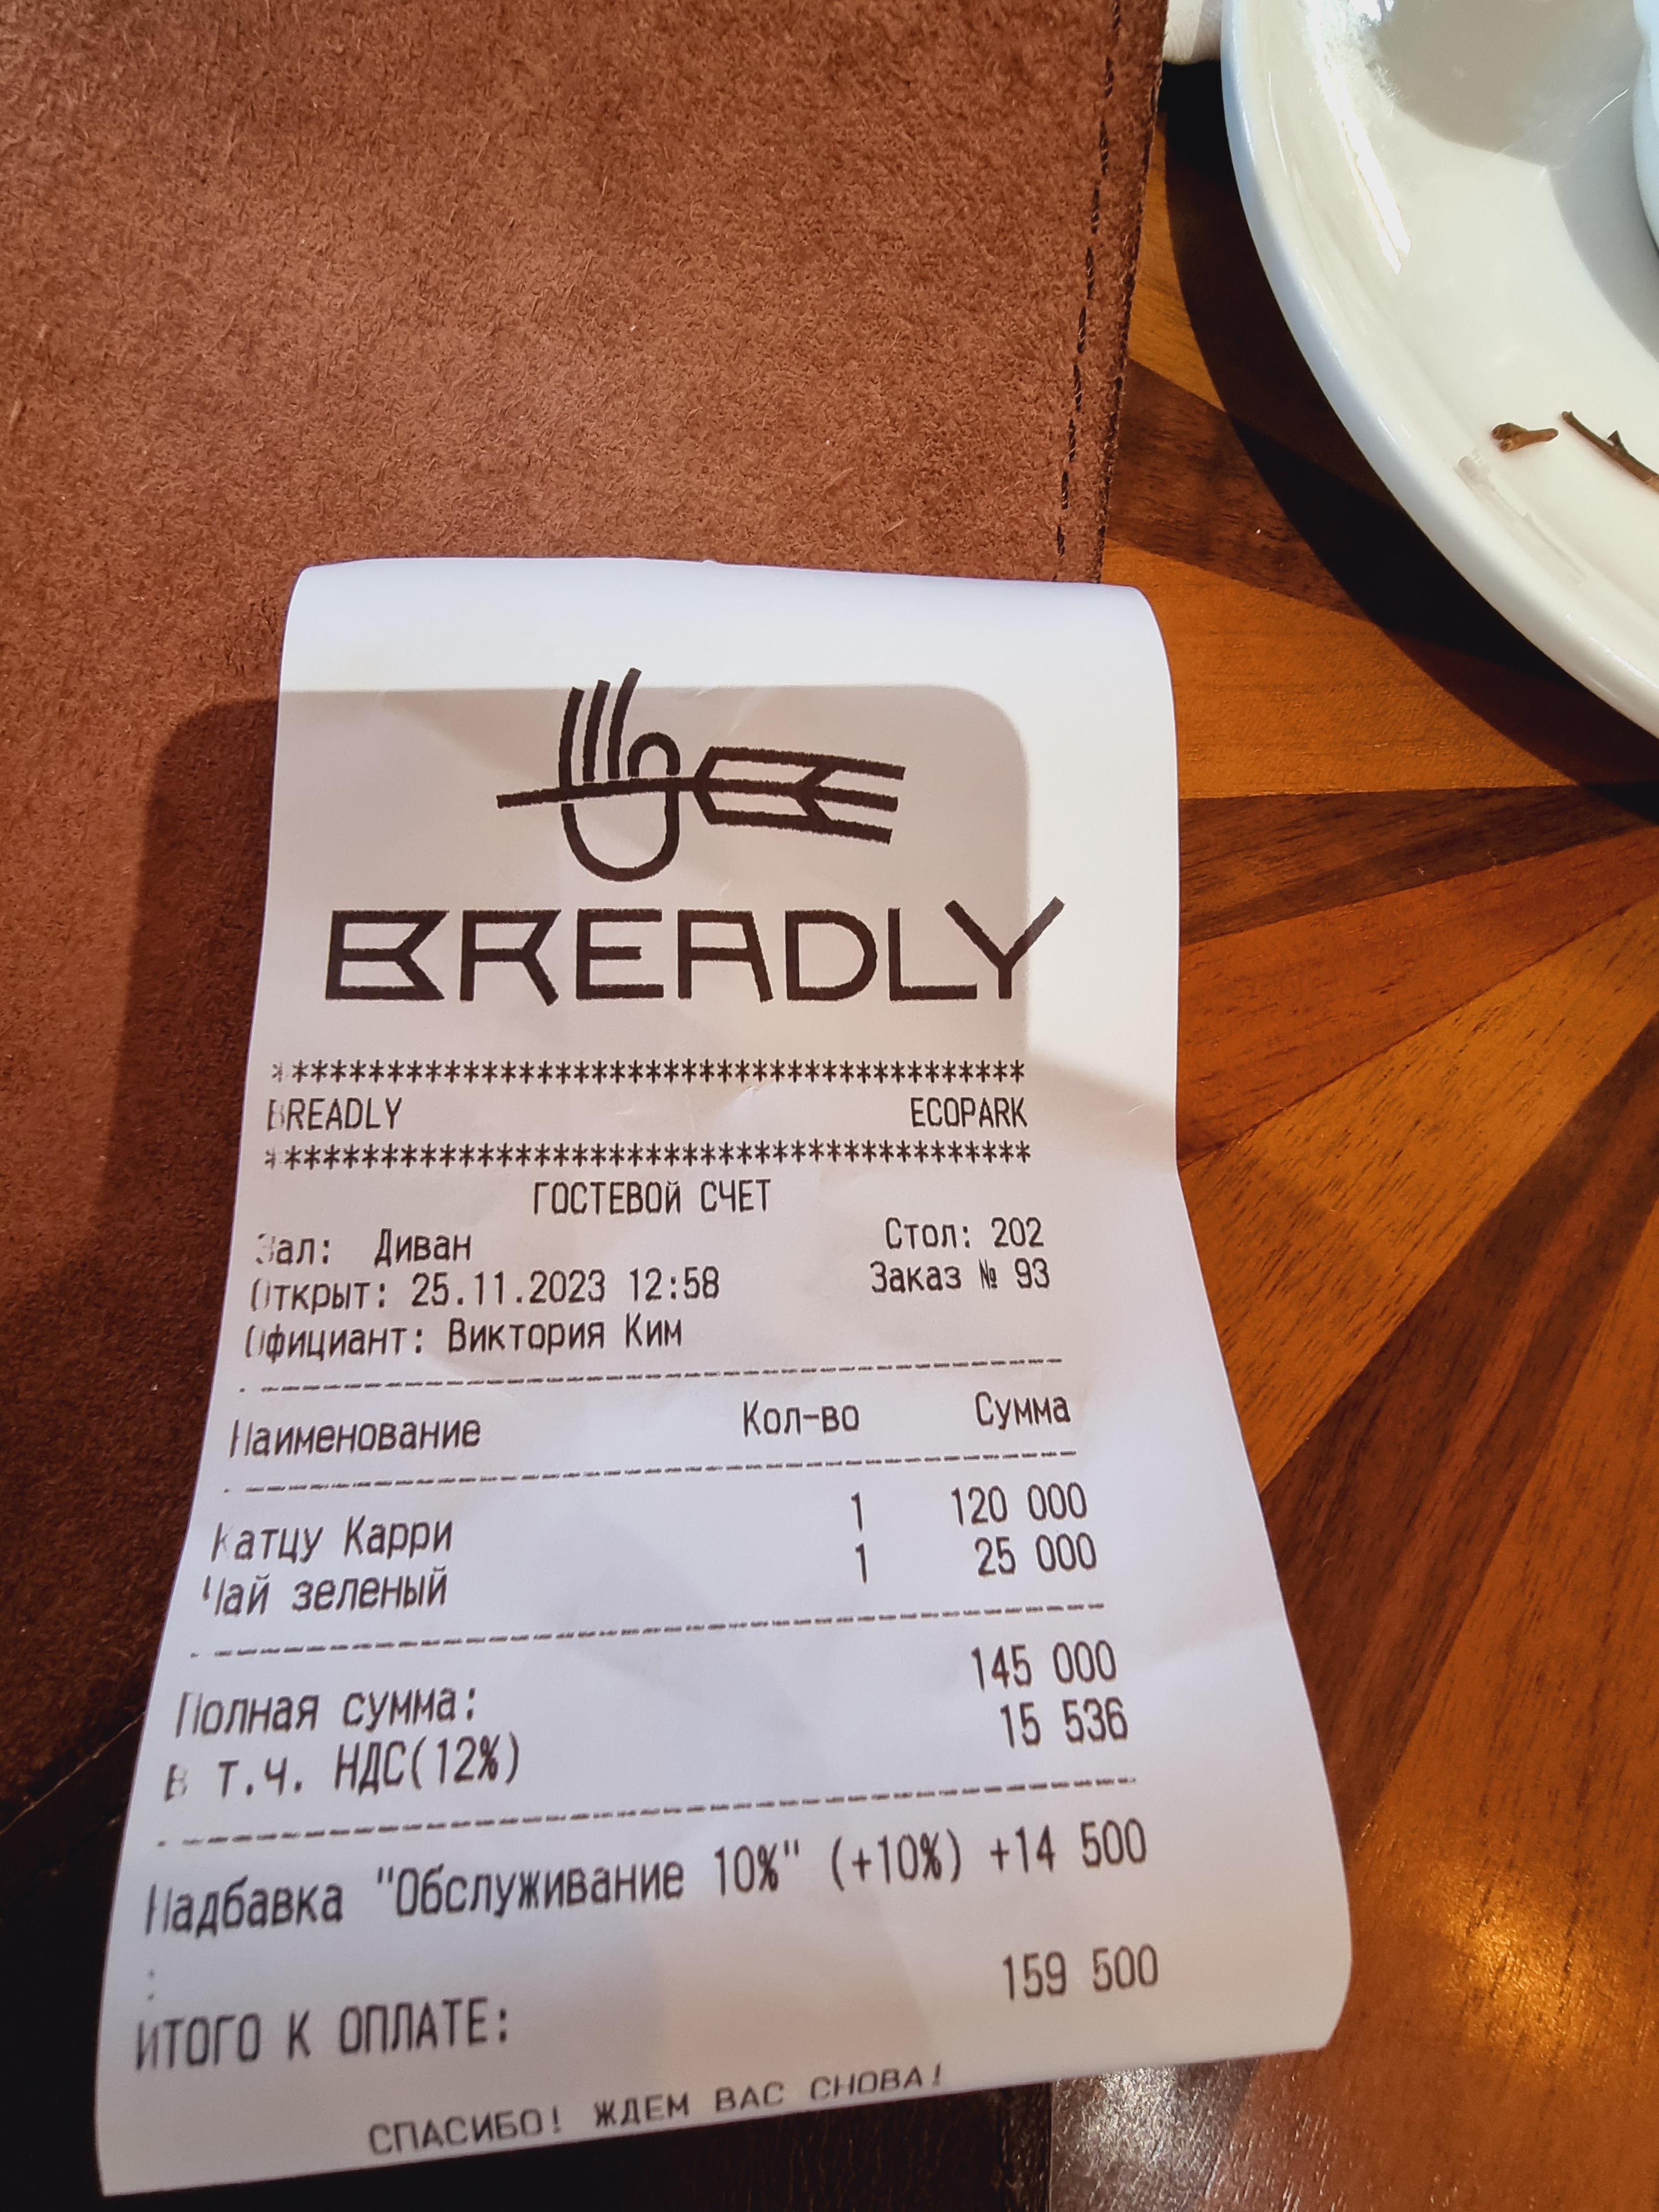 BREADLY
****************************************
BREADLY ECOPARK
****************************************
ГОСТЕВОЙ СЧЕТ
Зал: Диван Стол: 202
Открыт: 25.11.2023 12:58 Заказ № 93
Официант: Виктория Ким
Наименование Кол-во Сумма
Катцу Карри 1 120 000
Чай зеленый 1 25 000
Полная сумма: 145 000
В т.ч. НДС(12%) 15 536
Надбавка "Обслуживание 10%" (+10%) +14 500
:
ИТОГО К ОПЛАТЕ: 159 500
СПАСИБО! ЖДЕМ ВАС СНОВА!